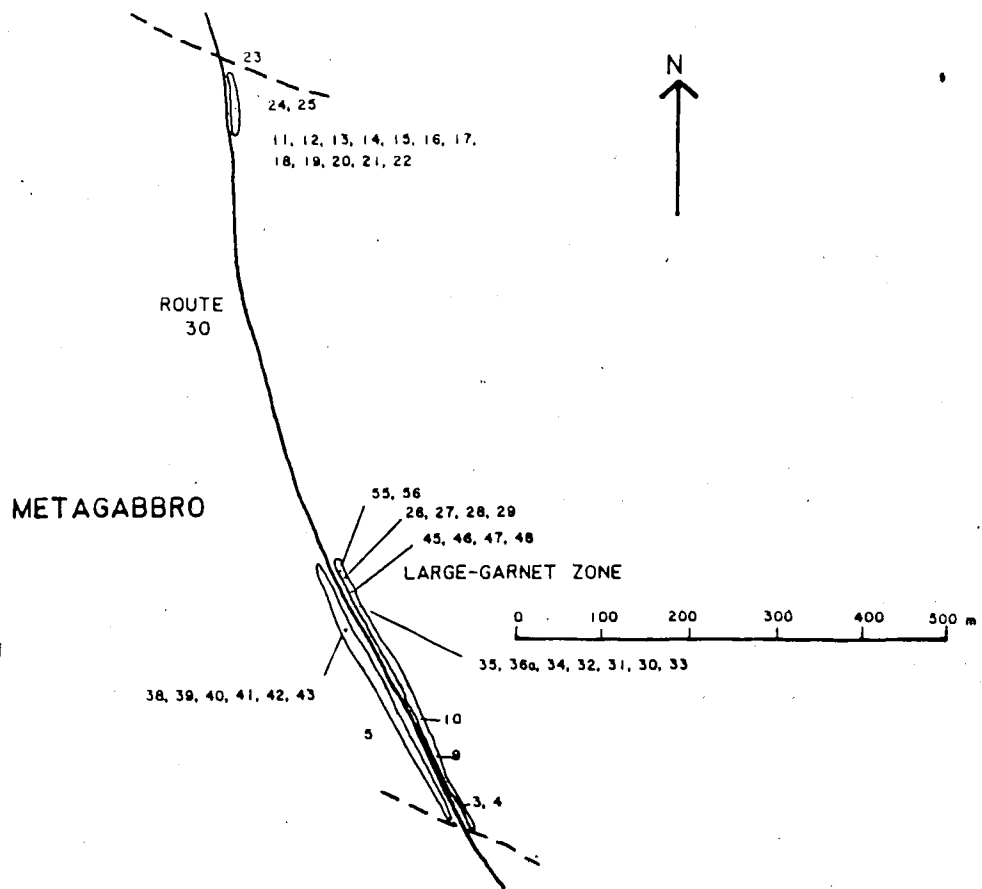 23
N
24, 25
11, 12, 13, 14, 15, 16, 17,
18, 19, 20, 21, 22
ROUTE
30
METAGABBRO
55, 56
26, 27, 28, 29
45, 46, 47, 48
LARGE-GARNET ZONE
0 100 200 300 400 500 m
35, 36a, 34, 32, 31, 30, 33
38, 39, 40, 41, 42, 43
10
5
9
3, 4